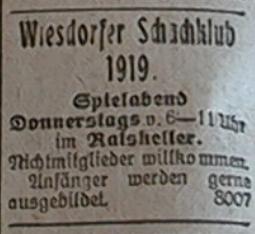 Wiesdorfer Schachklub
1919.
Spielabend
Donnerstags v. 6—11 Uhr
im Ratskeller.
Nichtmitglieder willkommen.
Anfänger werden gerne
ausgebildet. 8007